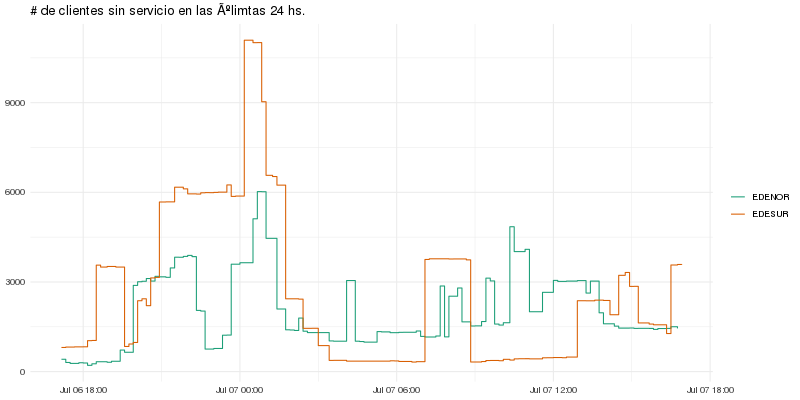 # de clientes sin servicio en las Ãºlimtas 24 hs.
9000
6000
3000
0
Jul 06 18:00
Jul 07 00:00
Jul 07 06:00
Jul 07 12:00
Jul 07 18:00
EDENOR
EDESUR